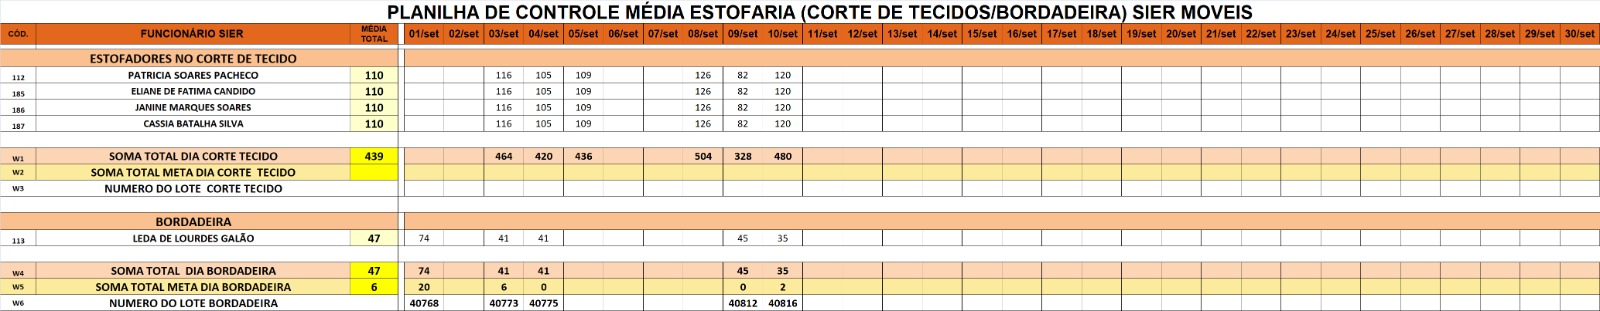 PLANILHA DE CONTROLE MÉDIA ESTOFARIA (CORTE DE TECIDOS/BORDADEIRA) SIER MOVEIS
CÓD. FUNCIONÁRIO SIER MÉDIA TOTAL 01/set 02/set 03/set 04/set 05/set 06/set 07/set 08/set 09/set 10/set 11/set 12/set 13/set 14/set 15/set 16/set 17/set 18/set 19/set 20/set 21/set 22/set 23/set 24/set 25/set 26/set 27/set 28/set 29/set 30/set
ESTOFADORES NO CORTE DE TECIDO
112 PATRICIA SOARES PACHECO 110 116 105 109 126 82 120
185 ELIANE DE FATIMA CANDIDO 110 116 105 109 126 82 120
186 JANINE MARQUES SOARES 110 116 105 109 126 82 120
187 CASSIA BATALHA SILVA 110 116 105 109 126 82 120
W1 SOMA TOTAL DIA CORTE TECIDO 439 464 420 436 504 328 480
W2 SOMA TOTAL META DIA CORTE TECIDO
W3 NUMERO DO LOTE CORTE TECIDO
BORDADEIRA
113 LEDA DE LOURDES GALÃO 47 74 41 41 45 35
W4 SOMA TOTAL DIA BORDADEIRA 47 74 41 41 45 35
W5 SOMA TOTAL META DIA BORDADEIRA 6 20 6 0 0 2
W6 NUMERO DO LOTE BORDADEIRA 40768 40773 40775 40812 40816